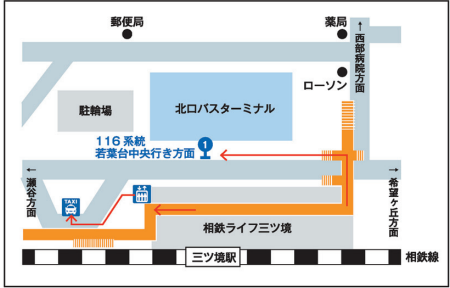 郵便局
薬局
↑西部病院方面
ローソン
駐輪場
北口バスターミナル
116系統
若葉台中央行き方面
1
←瀬谷方面
TAXI
→希望ヶ丘方面
相鉄ライフ三ツ境
三ツ境駅
相鉄線